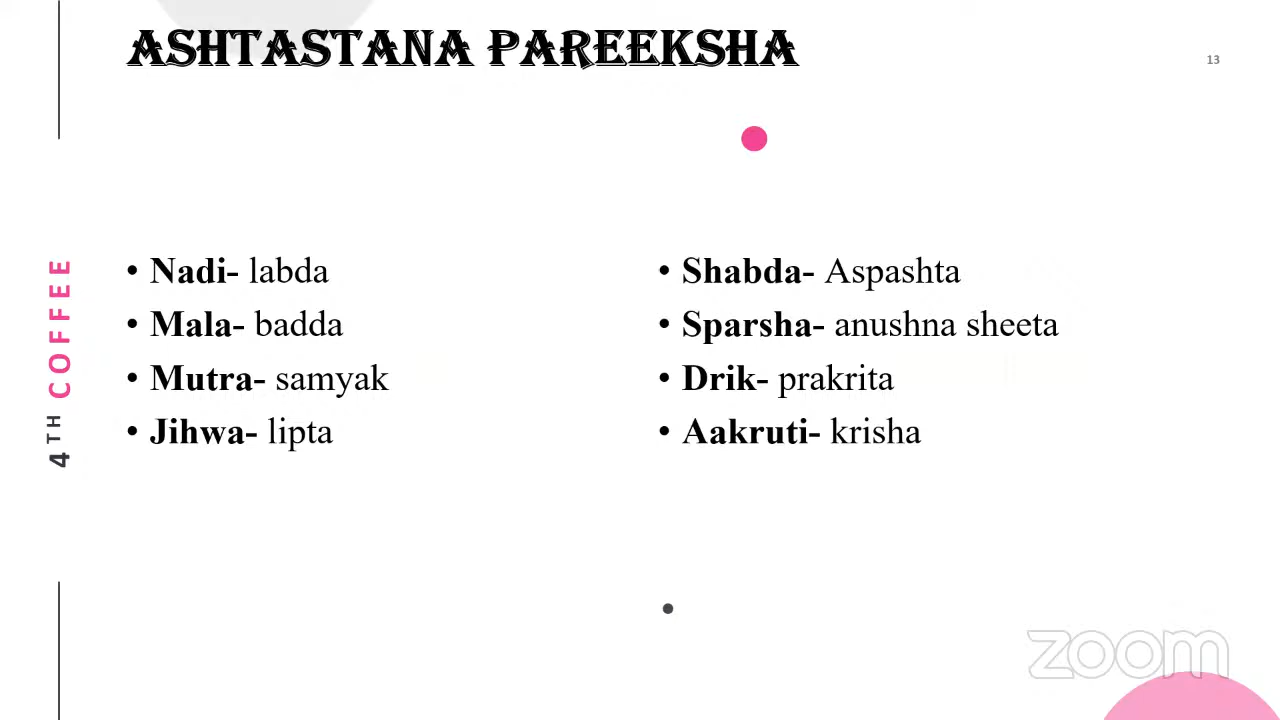 ASHTASTANA PAREEKSHA
13
• Nadi- labda
• Mala- badda
• Mutra- samyak
• Jihwa- lipta
• Shabda- Aspashta
• Sparsha- anushna sheeta
• Drik- prakrita
• Aakruti- krisha
4TH COFFEE
zoom